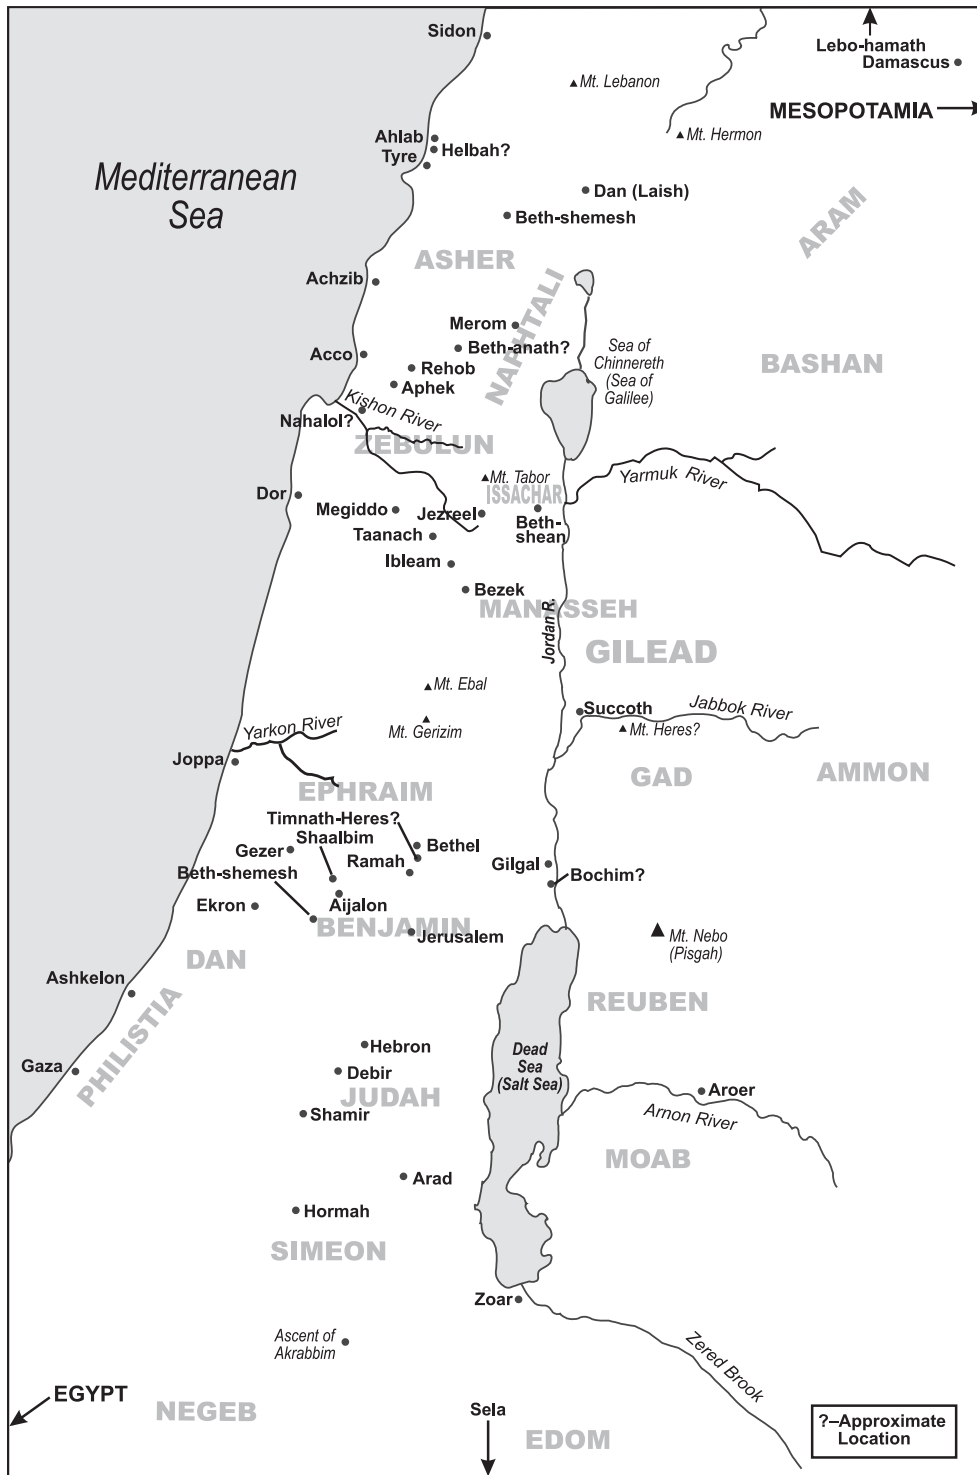 Sidon
Lebo-hamath
Damascus
Mt. Lebanon
MESOPOTAMIA
Mt. Hermon
Ahlab
Helbah?
Tyre
Mediterranean
Sea
Dan (Laish)
Beth-shemesh
ARAM
ASHER
Achzib
NAPHTALI
Merom
Beth-anath?
Acco
Rehob
Aphek
Sea of
Chinnereth
(Sea of
Galilee)
BASHAN
Kishon River
Nahalol?
ZEBULUN
Mt. Tabor
ISSACHAR
Yarmuk River
Dor
Megiddo
Jezreel
Beth-
shean
Taanach
Ibleam
Bezek
MANASSEH
Jordan R.
GILEAD
Mt. Ebal
Mt. Gerizim
Succoth
Jabbok River
Mt. Heres?
Yarkon River
Joppa
EPHRAIM
GAD
AMMON
Timnath-Heres?
Shaalbim
Gezer
Bethel
Ramah
Beth-shemesh
Gilgal
Bochim?
Ekron
Aijalon
BENJAMIN
Jerusalem
Mt. Nebo
(Pisgah)
DAN
Ashkelon
PHILISTIA
REUBEN
Gaza
Hebron
Debir
JUDAH
Dead
Sea
(Salt Sea)
Shamir
Aroer
Arnon River
MOAB
Arad
Hormah
SIMEON
Zoar
Ascent of
Akrabbim
Zered Brook
EGYPT
NEGEB
Sela
EDOM
?–Approximate
Location